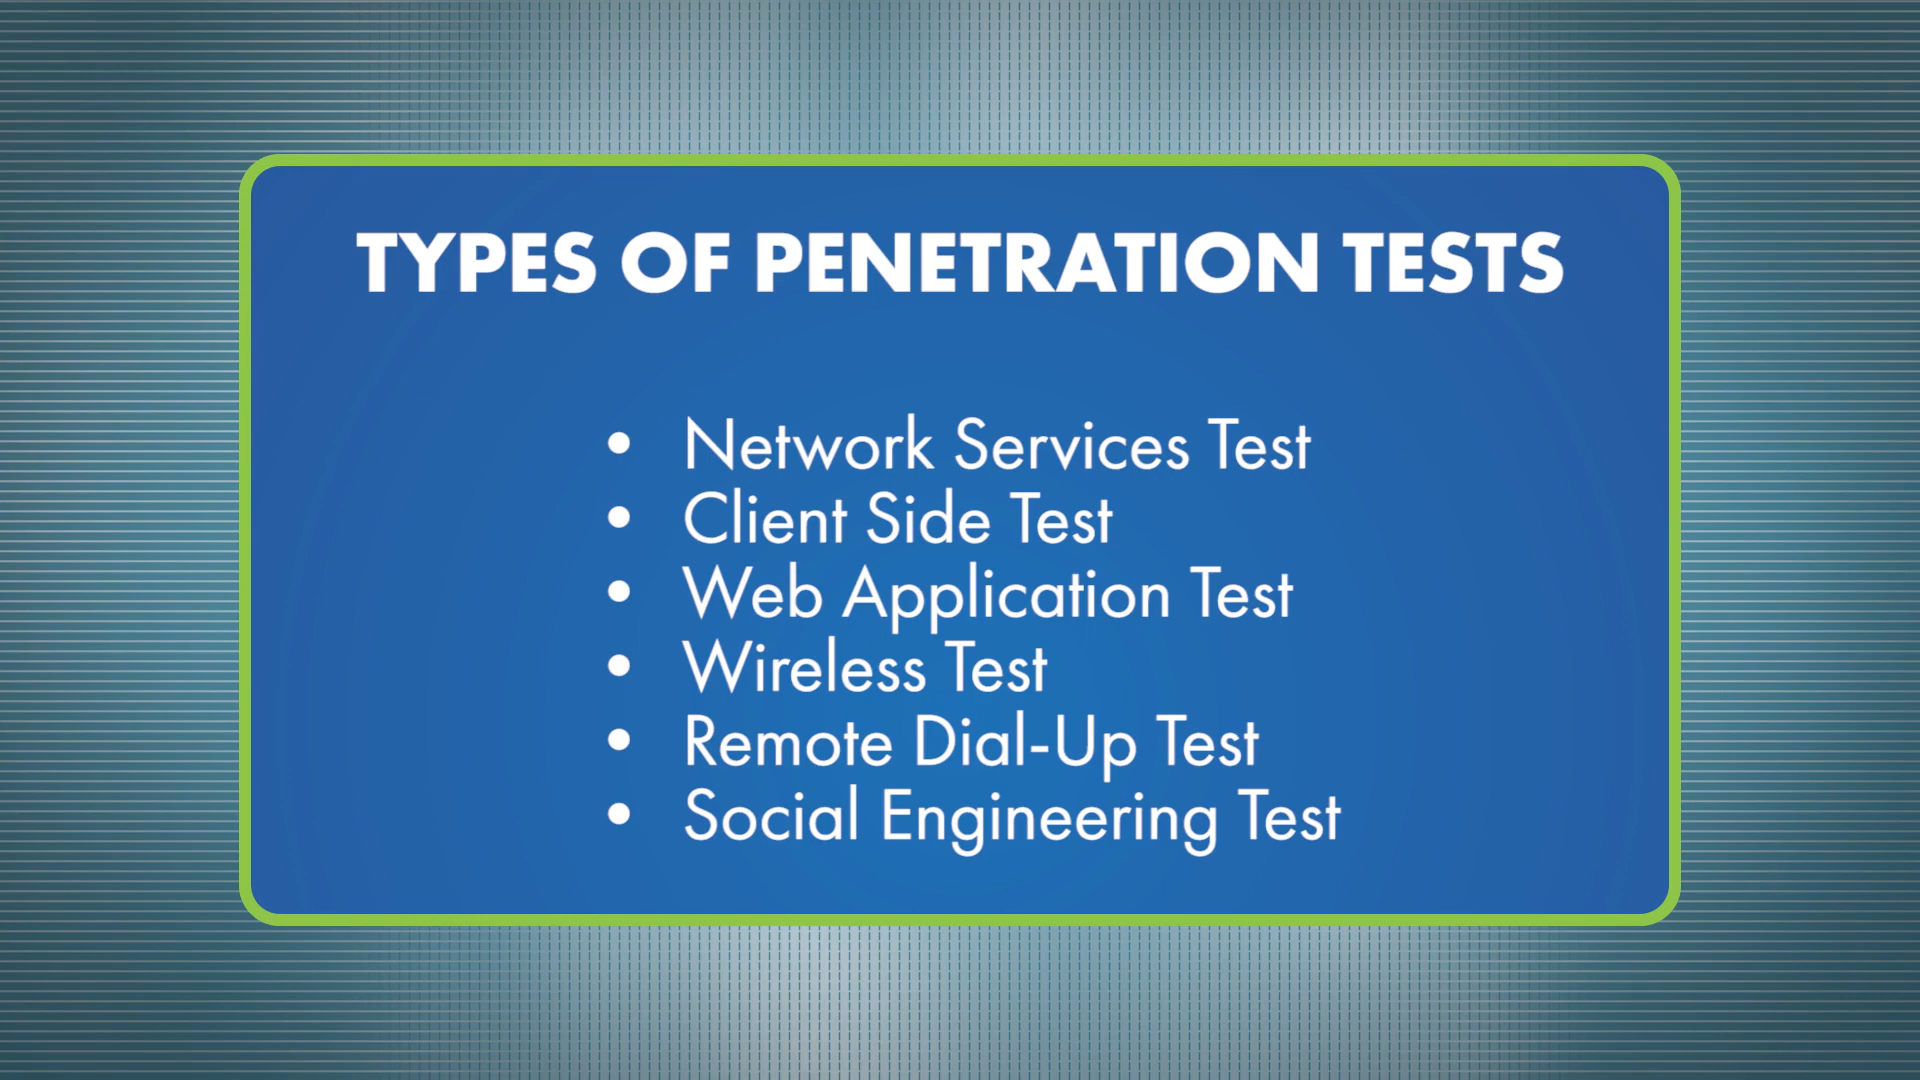 TYPES OF PENETRATION TESTS
• Network Services Test
• Client Side Test
• Web Application Test
• Wireless Test
• Remote Dial-Up Test
• Social Engineering Test